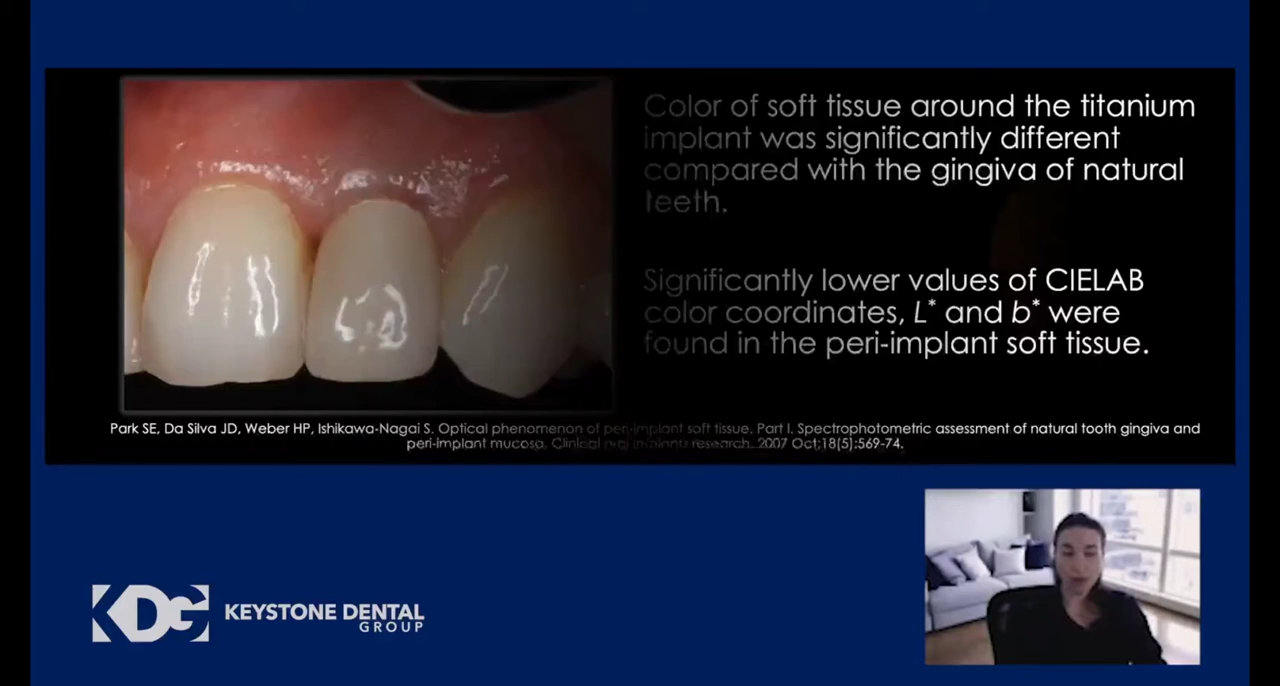 Color of soft tissue around the titanium
implant was significantly different
compared with the gingiva of natural
teeth.
Significantly lower values of CIELAB
color coordinates, L* and b* were
found in the peri-implant soft tissue.
Park SE, Da Silva JD, Weber HP, Ishikawa-Nagai S. Optical phenomenon of peri-implant soft tissue. Part I. Spectrophotometric assessment of natural tooth gingiva and
peri-implant mucosa. Clinical oral implants research. 2007 Oct;18(5):569-74.
KDG KEYSTONE DENTAL
GROUP